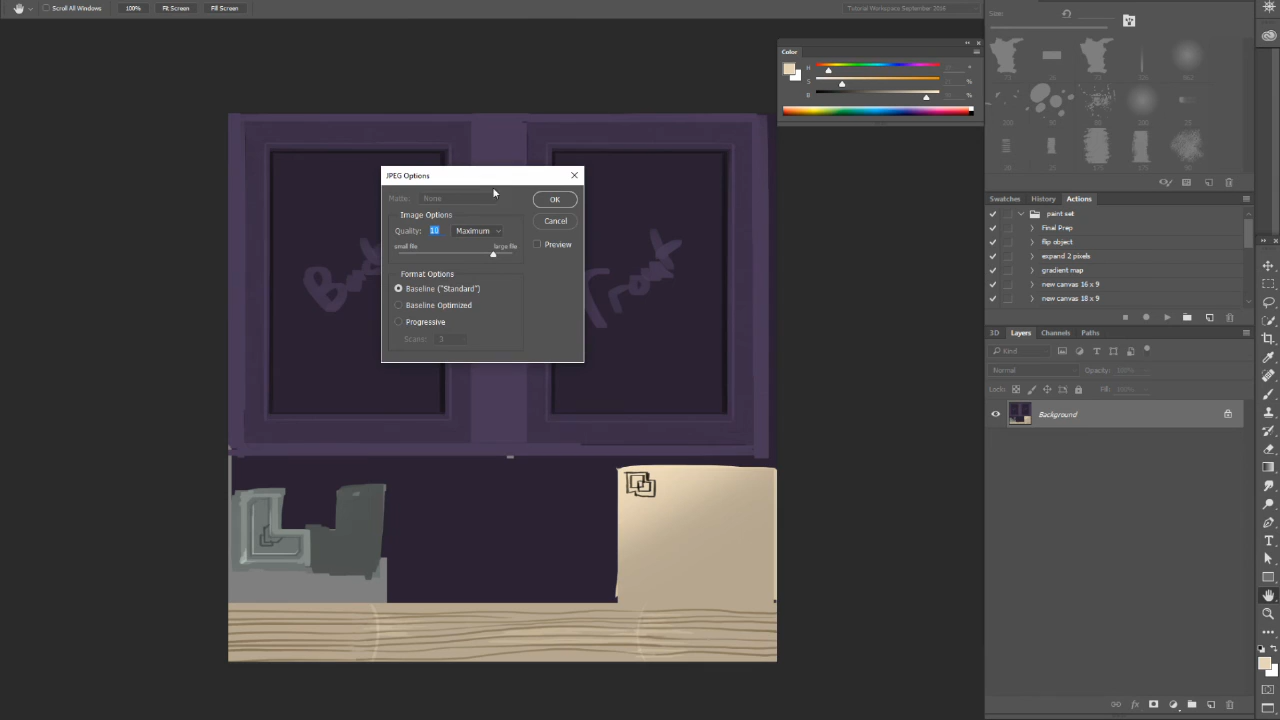 Scroll All Windows
100%
Fit Screen
Fill Screen
Tutorial Workspace September 2016
Color
H
S
B
%
%
Size:
Swatches
History
Actions
paint set
Final Prep
flip object
expand 2 pixels
gradient map
new canvas 16 x 9
new canvas 18 x 9
3D
Layers
Channels
Paths
Kind
Normal
Opacity: 100%
Lock:
Fill: 100%
Background
JPEG Options
Matte: None
OK
Image Options
Cancel
Quality: 10 Maximum
Preview
small file
large file
Format Options
Baseline ("Standard")
Baseline Optimized
Progressive
Scans: 3
Front